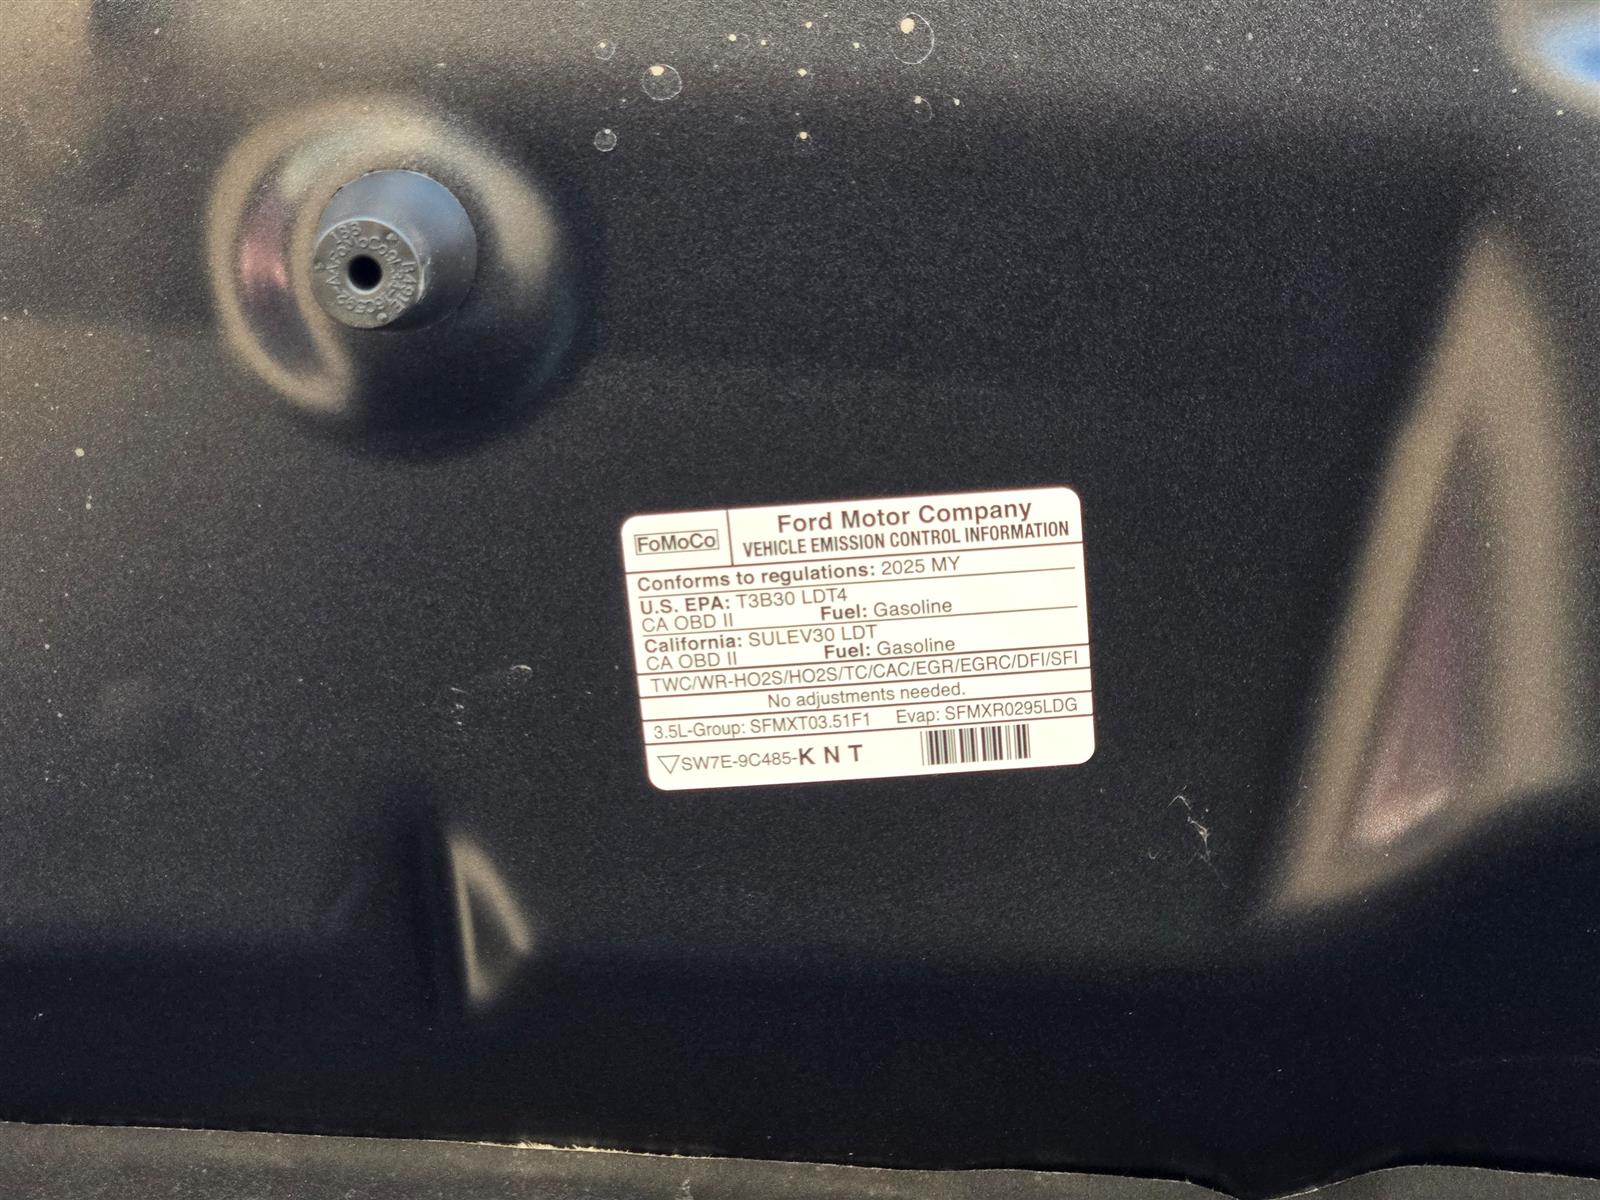 FoMoCo
Ford Motor Company
VEHICLE EMISSION CONTROL INFORMATION
Conforms to regulations: 2025 MY
U.S. EPA: T3B30 LDT4
CA OBD II Fuel: Gasoline
California: SULEV30 LDT
CA OBD II Fuel: Gasoline
TWC/WR-HO2S/HO2S/TC/CAC/EGR/EGRC/DFI/SFI
No adjustments needed.
3.5L-Group: SFMXT03.51F1 Evap: SFMXR0295LDG
SW7E-9C485-K N T